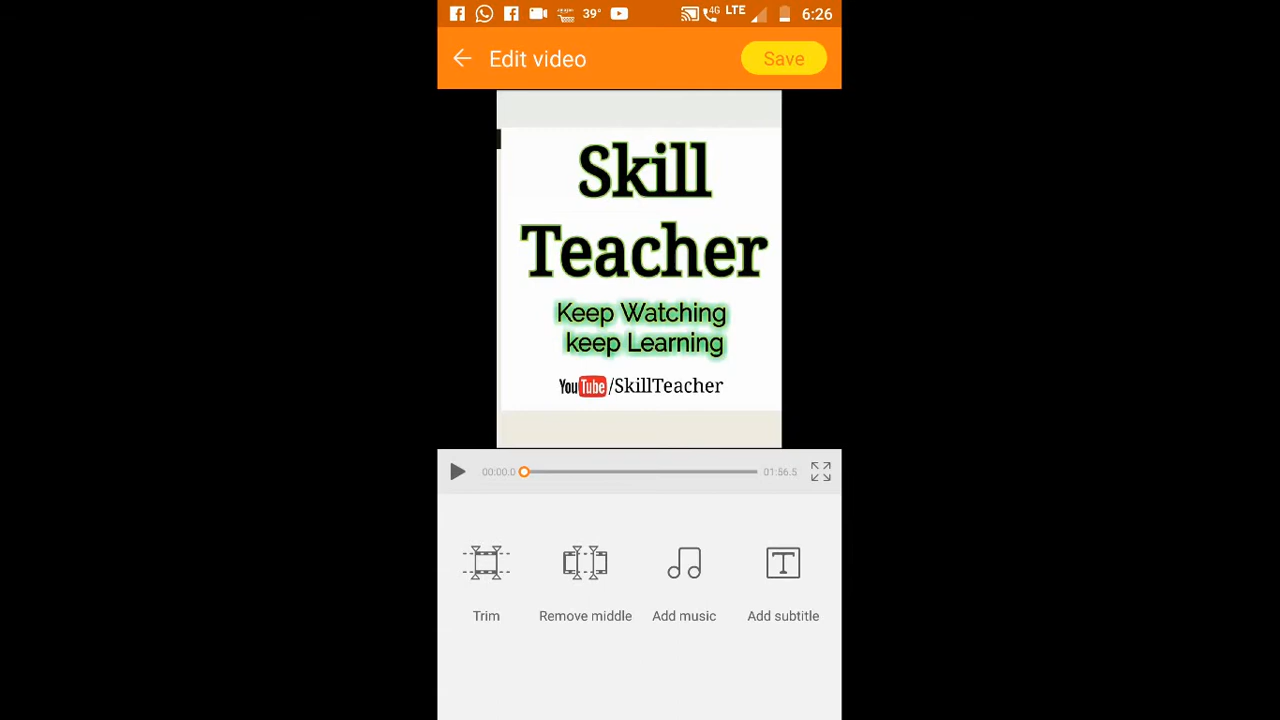 39° 4G LTE 6:26
Edit video Save
Skill
Teacher
Keep Watching
keep Learning
YouTube/SkillTeacher
00:00.0 01:56.5
Trim Remove middle Add music Add subtitle